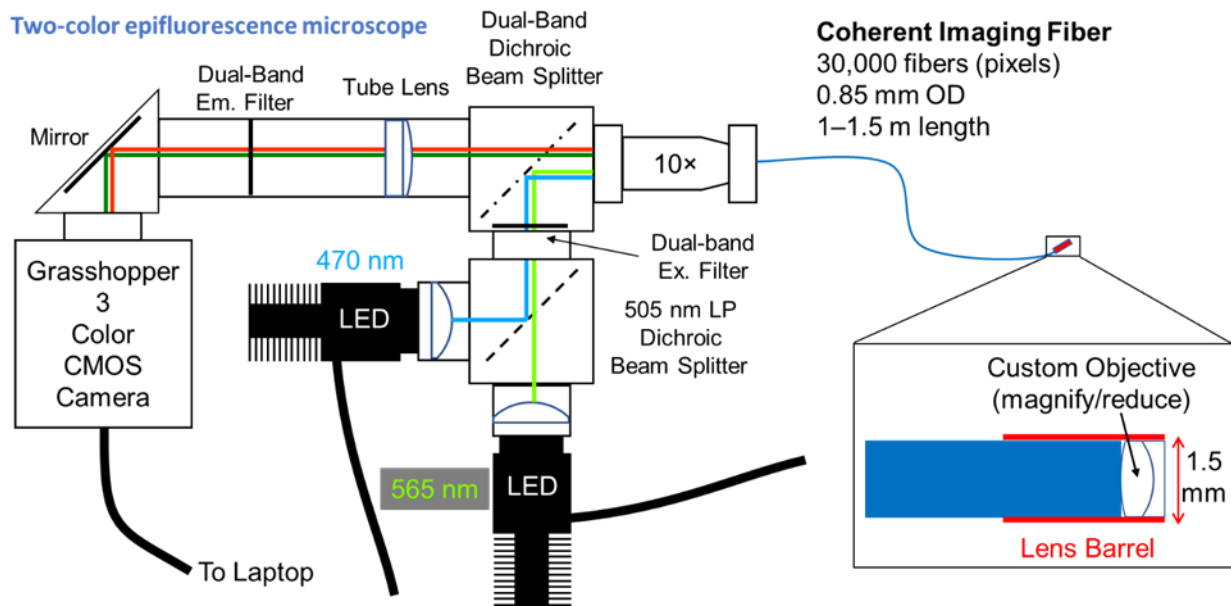 Two-color epifluorescence microscope
Dual-Band
Dichroic
Beam Splitter
Coherent Imaging Fiber
30,000 fibers (pixels)
0.85 mm OD
1–1.5 m length
Dual-Band
Em. Filter
Tube Lens
Mirror
10×
Grasshopper
3
Color
CMOS
Camera
470 nm
LED
Dual-band
Ex. Filter
505 nm LP
Dichroic
Beam Splitter
565 nm
LED
To Laptop
Custom Objective
(magnify/reduce)
1.5
mm
Lens Barrel